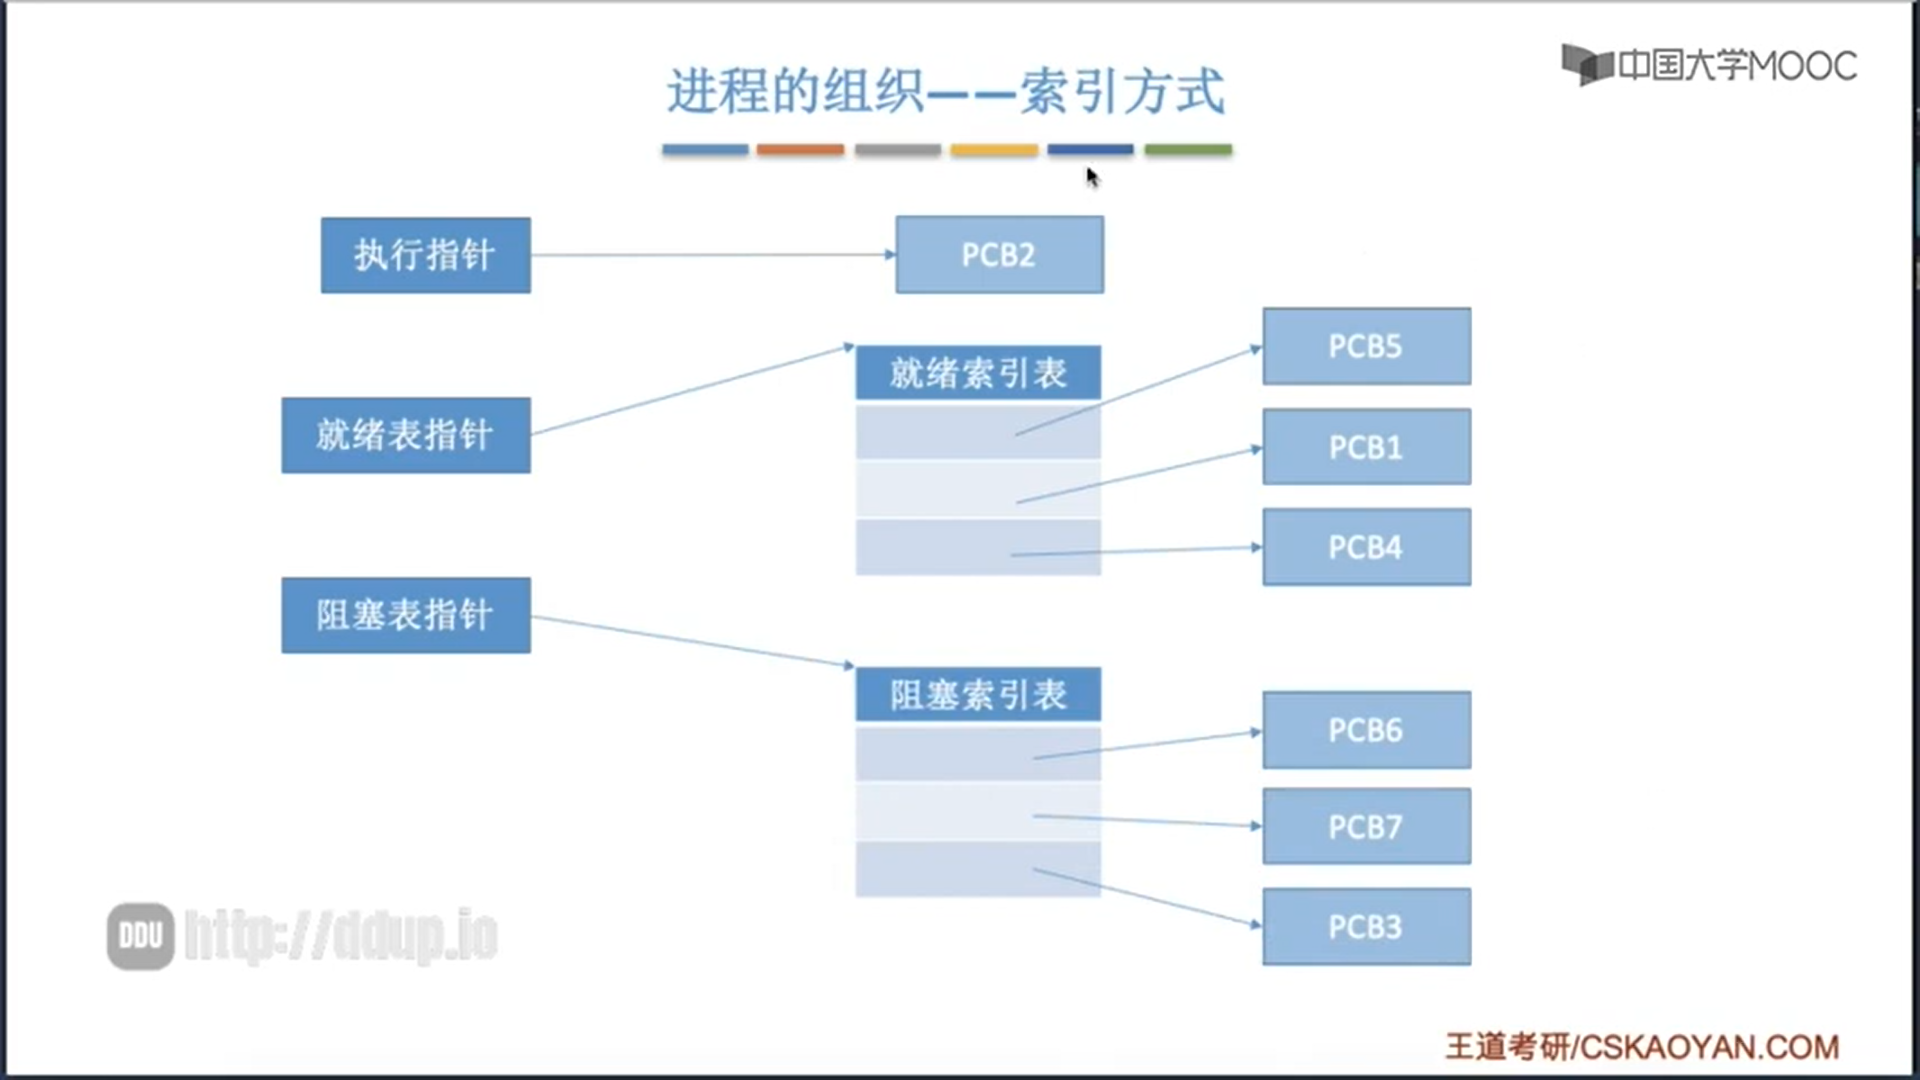 中国大学MOOC
进程的组织——索引方式
执行指针
PCB2
就绪表指针
就绪索引表
PCB5
PCB1
PCB4
阻塞表指针
阻塞索引表
PCB6
PCB7
PCB3
DDU http://ddup.io
王道考研/CSKAOYAN.COM